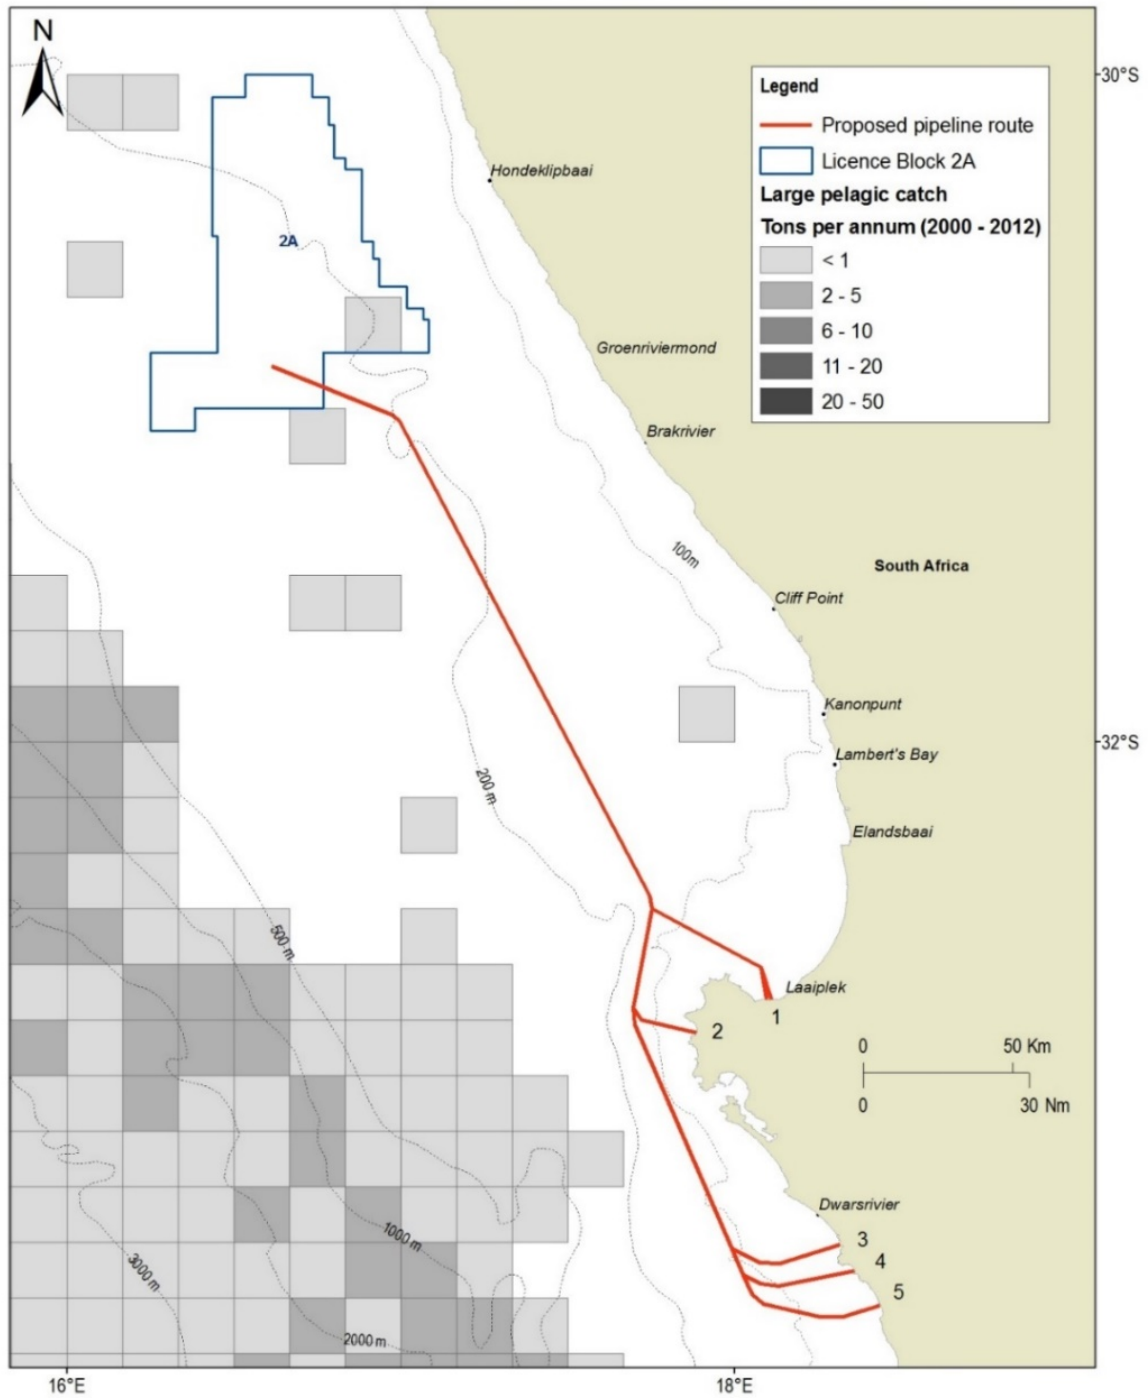 N
30°S
Legend
Proposed pipeline route
Licence Block 2A
Large pelagic catch
Tons per annum (2000 - 2012)
< 1
2 - 5
6 - 10
11 - 20
20 - 50
Hondeklipbaai
2A
Groenriviermond
Brakrivier
100m
South Africa
Cliff Point
Kanonpunt
32°S
Lambert's Bay
200 m
Elandsbaai
500 m
Laaiplek
1
2
0 50 Km
0 30 Nm
Dwarsrivier
3
1000 m
4
3000 m
5
2000 m
16°E
18°E